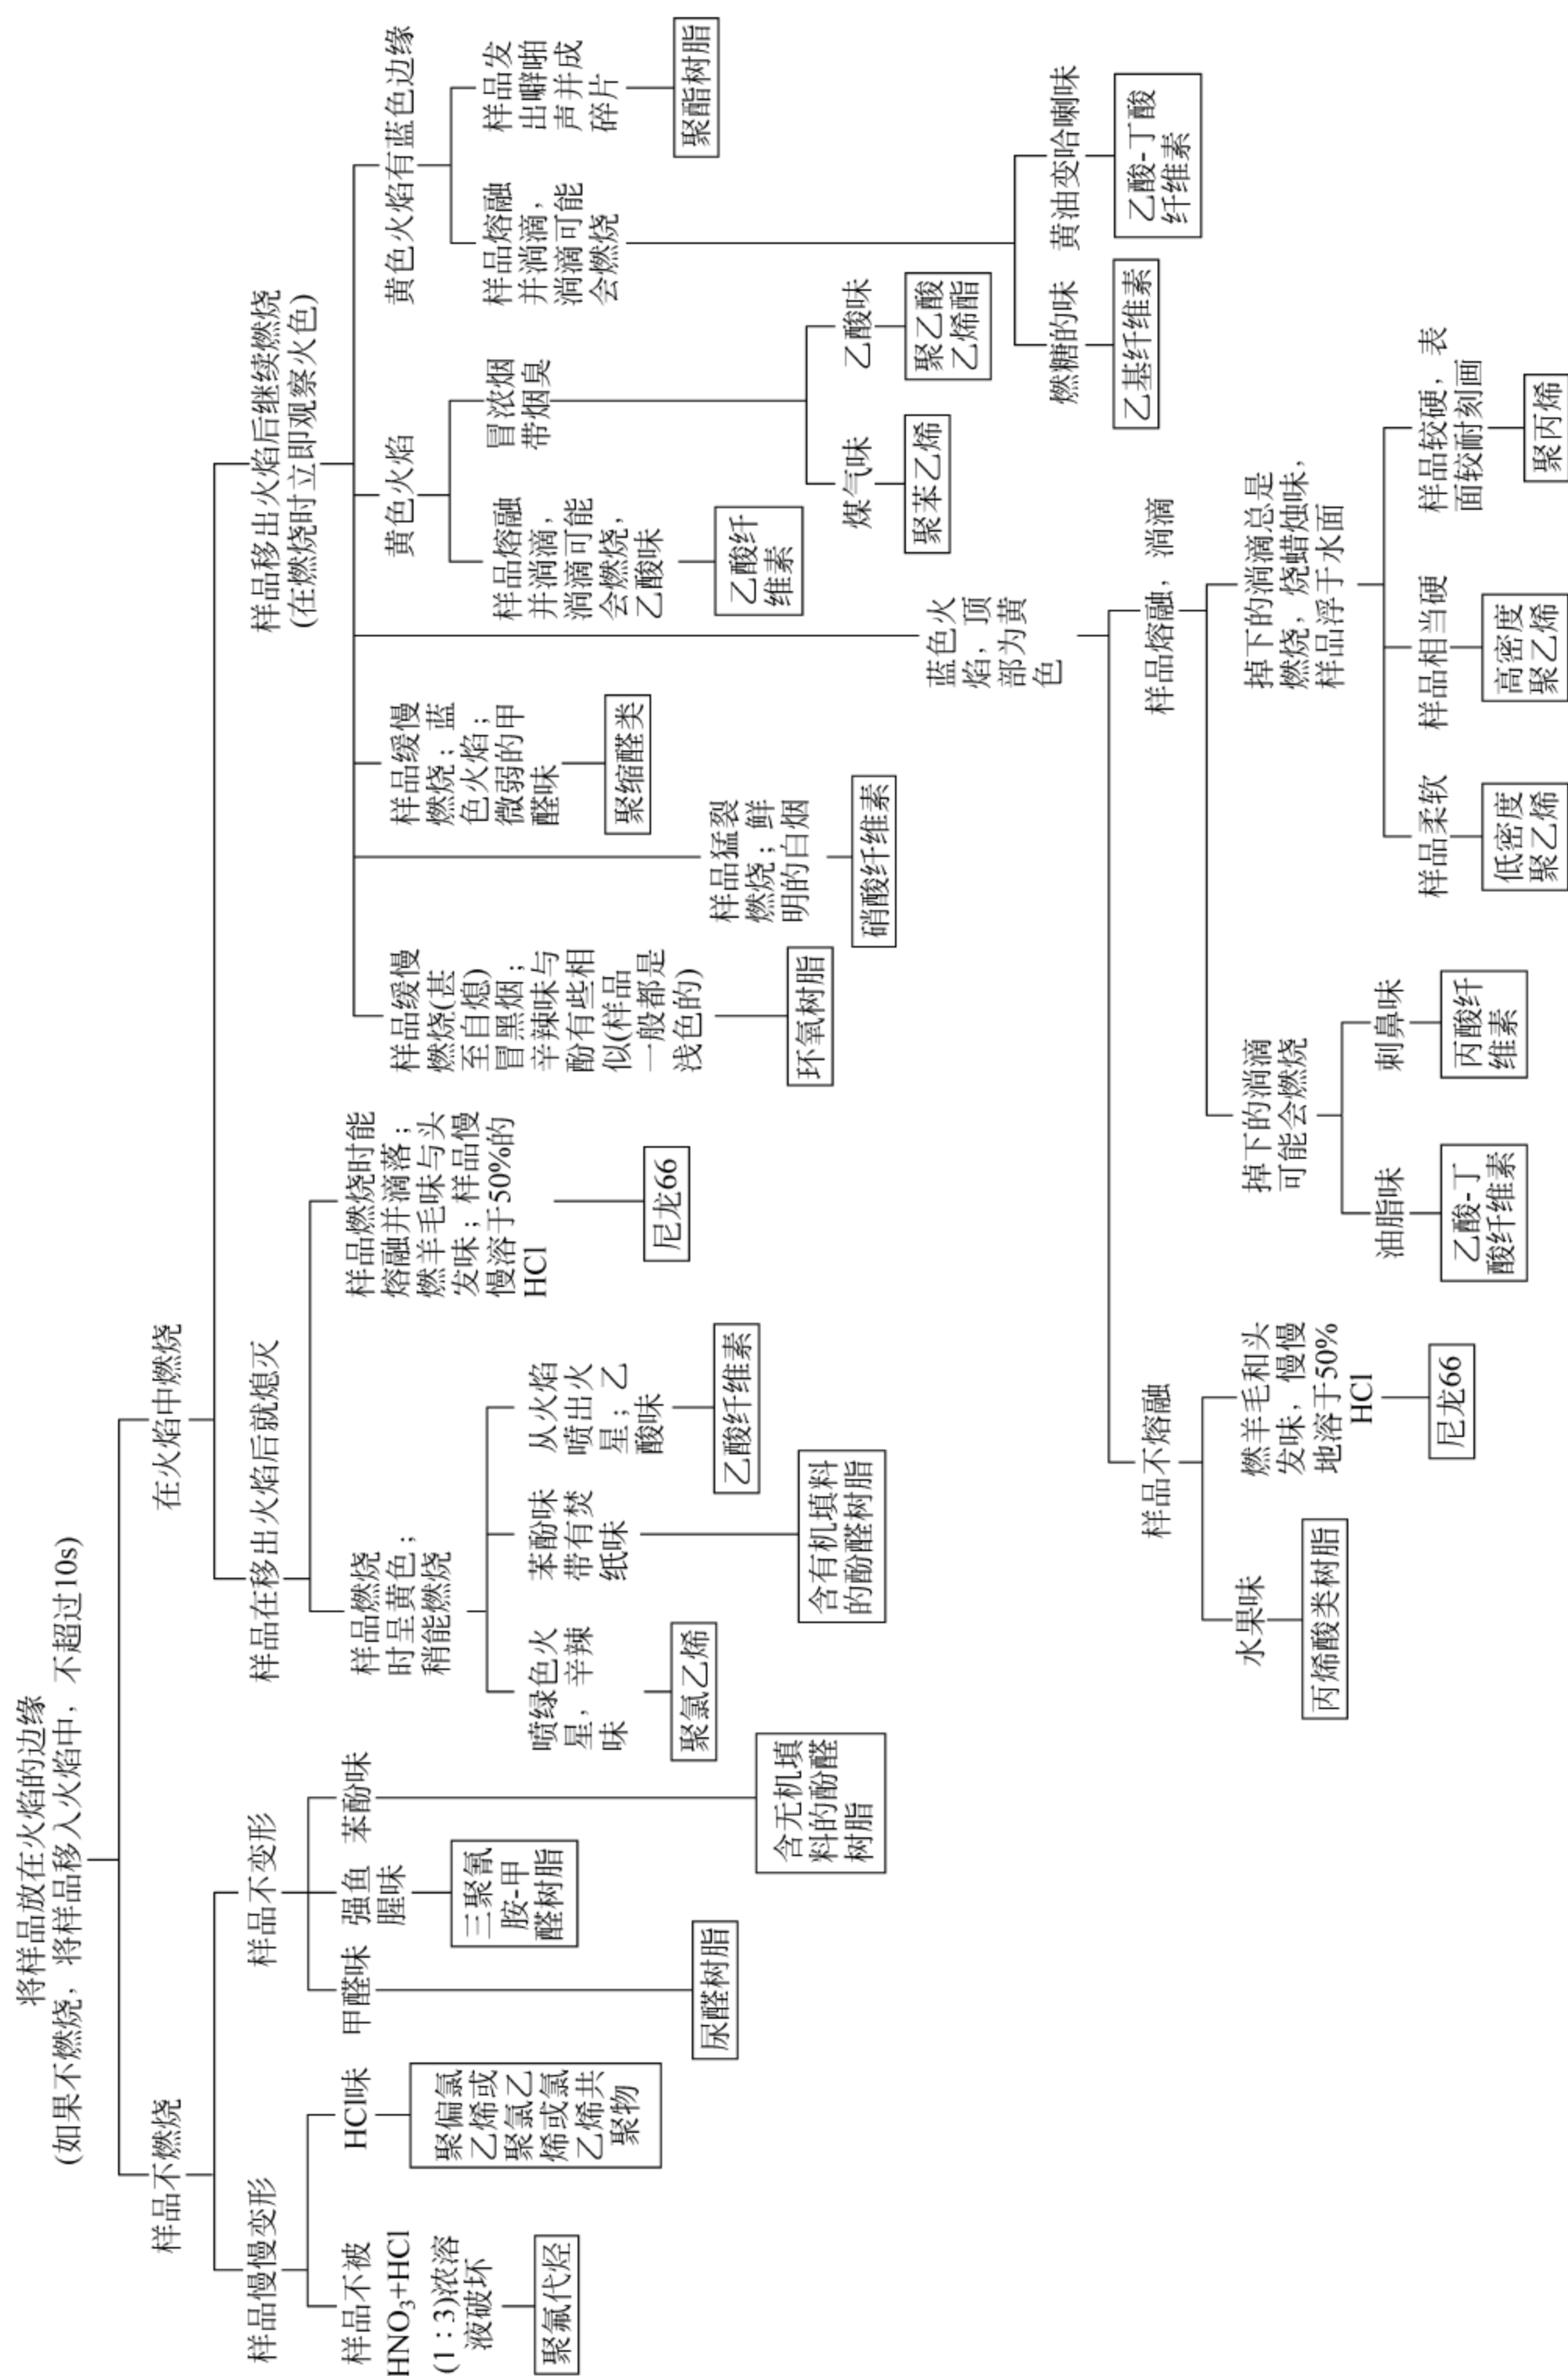 将样品放在火焰的边缘
(如果不燃烧，将样品移入火焰中，不超过10s)
样品不燃烧
在火焰中燃烧
样品慢慢变形
样品不变形
样品在移出火焰后就熄灭
样品移出火焰后继续燃烧
(在燃烧时立即观察火色)
样品不被
HNO₃+HCl
(1：3)浓溶
液破坏
聚氟代烃
HCl味
聚偏氯
乙烯或
聚氯乙
烯或氯
乙烯共
聚物
甲醛味
尿醛树脂
强鱼
腥味
三聚氰
胺-甲
醛树脂
苯酚味
含无机填
料的酚醛
树脂
样品燃烧
时呈黄色；
稍能燃烧
喷绿色火
星，辛辣
味
聚氯乙烯
苯酚味
带有焚
纸味
含有机填料
的酚醛树脂
从火焰
喷出火
星；乙
酸味
乙酸纤维素
样品燃烧时能
熔融并滴落；
燃羊毛味与头
发味；样品慢
慢溶于50%的
HCl
尼龙66
样品缓慢
燃烧(甚
至自熄)
冒黑烟；
辛辣味与
酚有些相
似(样品
一般都是
浅色的)
环氧树脂
样品猛裂
燃烧；鲜
明的白烟
硝酸纤维素
样品缓慢
燃烧；蓝
色火焰；
微弱的甲
醛味
聚缩醛类
蓝色火
焰，顶
部为黄
色
黄色火焰
样品熔融
并淌滴，
淌滴可能
会燃烧，
乙酸味
乙酸纤
维素
冒浓烟
带烟臭
煤气味
聚苯乙烯
乙酸味
聚乙酸
乙烯酯
黄色火焰有蓝色边缘
样品熔融
并淌滴，
淌滴可能
会燃烧
燃糖的味
乙基纤维素
黄油变哈喇味
乙酸-丁酸
纤维素
样品发
出噼啪
声并成
碎片
聚酯树脂
样品不熔融
水果味
丙烯酸类树脂
燃羊毛和头
发味，慢慢
地溶于50%
HCl
尼龙66
样品熔融，淌滴
掉下的淌滴
可能会燃烧
油脂味
乙酸-丁
酸纤维素
刺鼻味
丙酸纤
维素
掉下的淌滴总是
燃烧，烧蜡烛味，
样品浮于水面
样品柔软
低密度
聚乙烯
样品相当硬
高密度
聚乙烯
样品较硬，表
面较耐刻画
聚丙烯